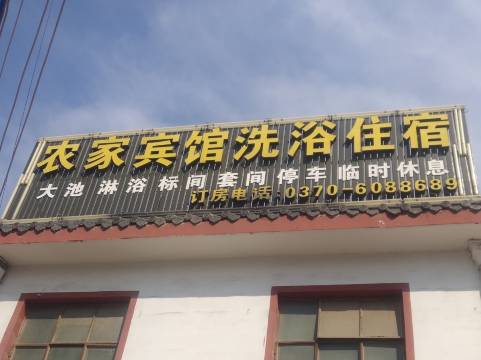 农家宾馆洗浴住宿
大池 淋浴 标间 套间 停车 临时休息
订房电话:0370-6088689